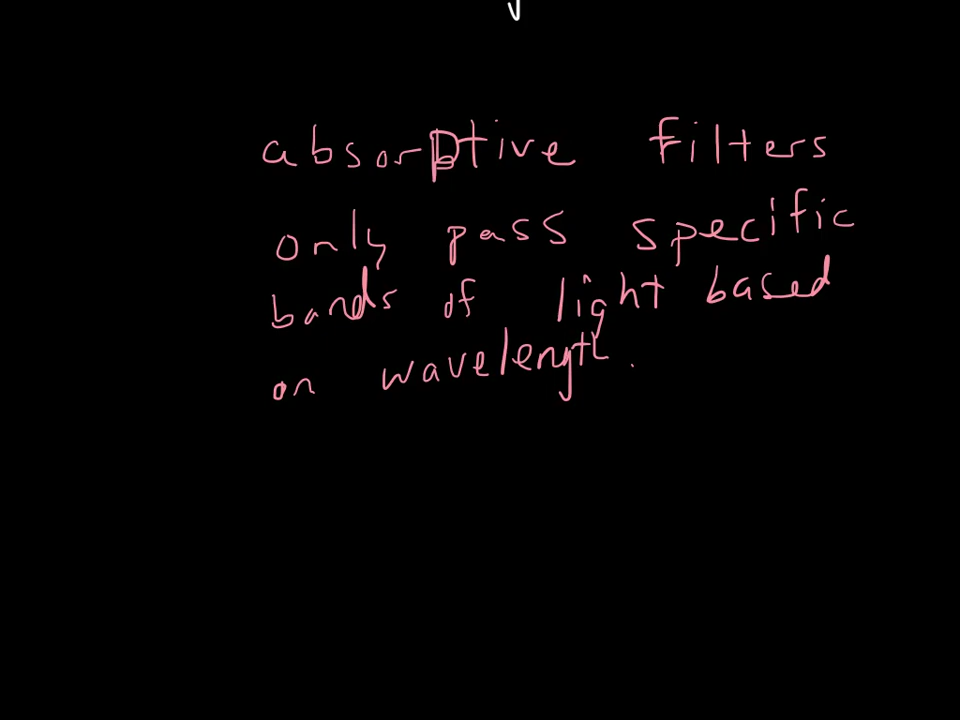 absorptive filters
only pass specific
bands of light based
on wavelength.